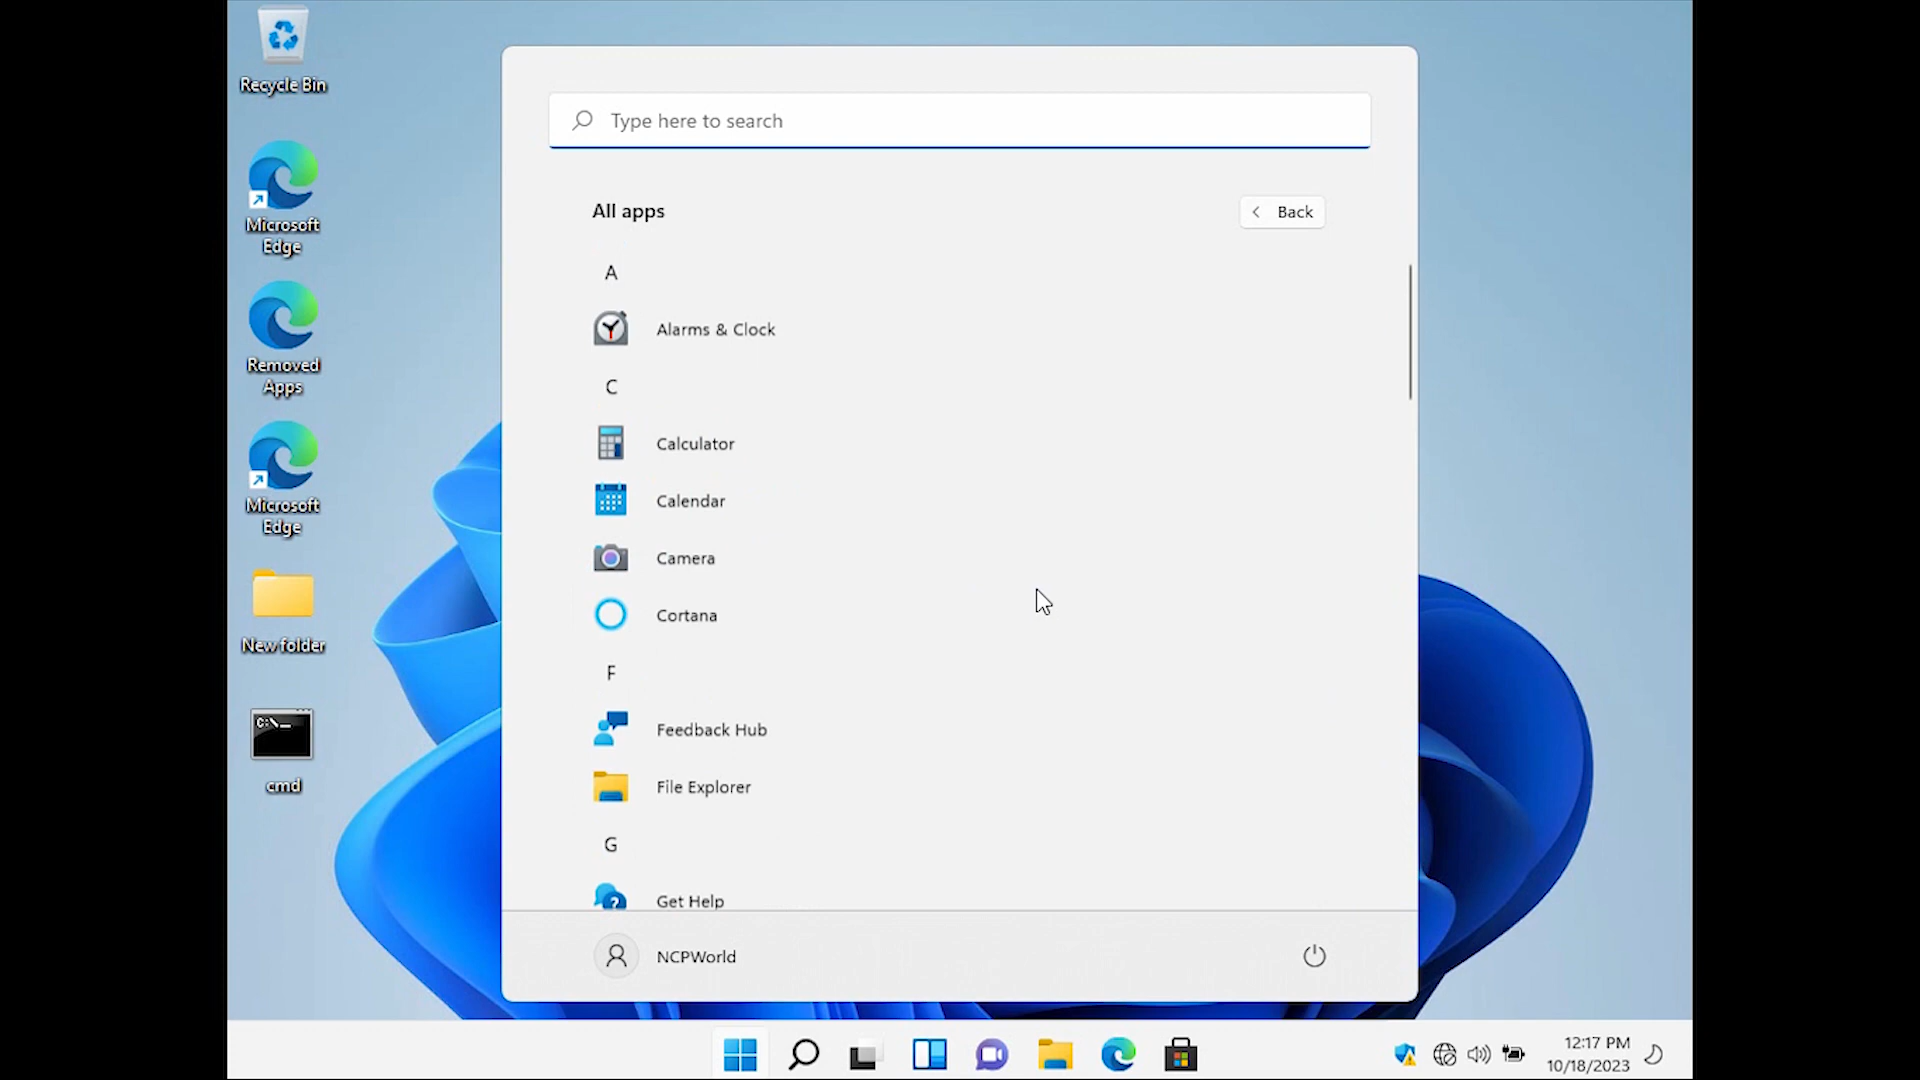 Recycle Bin
Microsoft
Edge
Removed
Apps
Microsoft
Edge
New folder
C:\_
cmd
Type here to search
All apps
Back
A
Alarms & Clock
C
Calculator
Calendar
Camera
Cortana
F
Feedback Hub
File Explorer
G
Get Help
NCPWorld
12:17 PM
10/18/2023